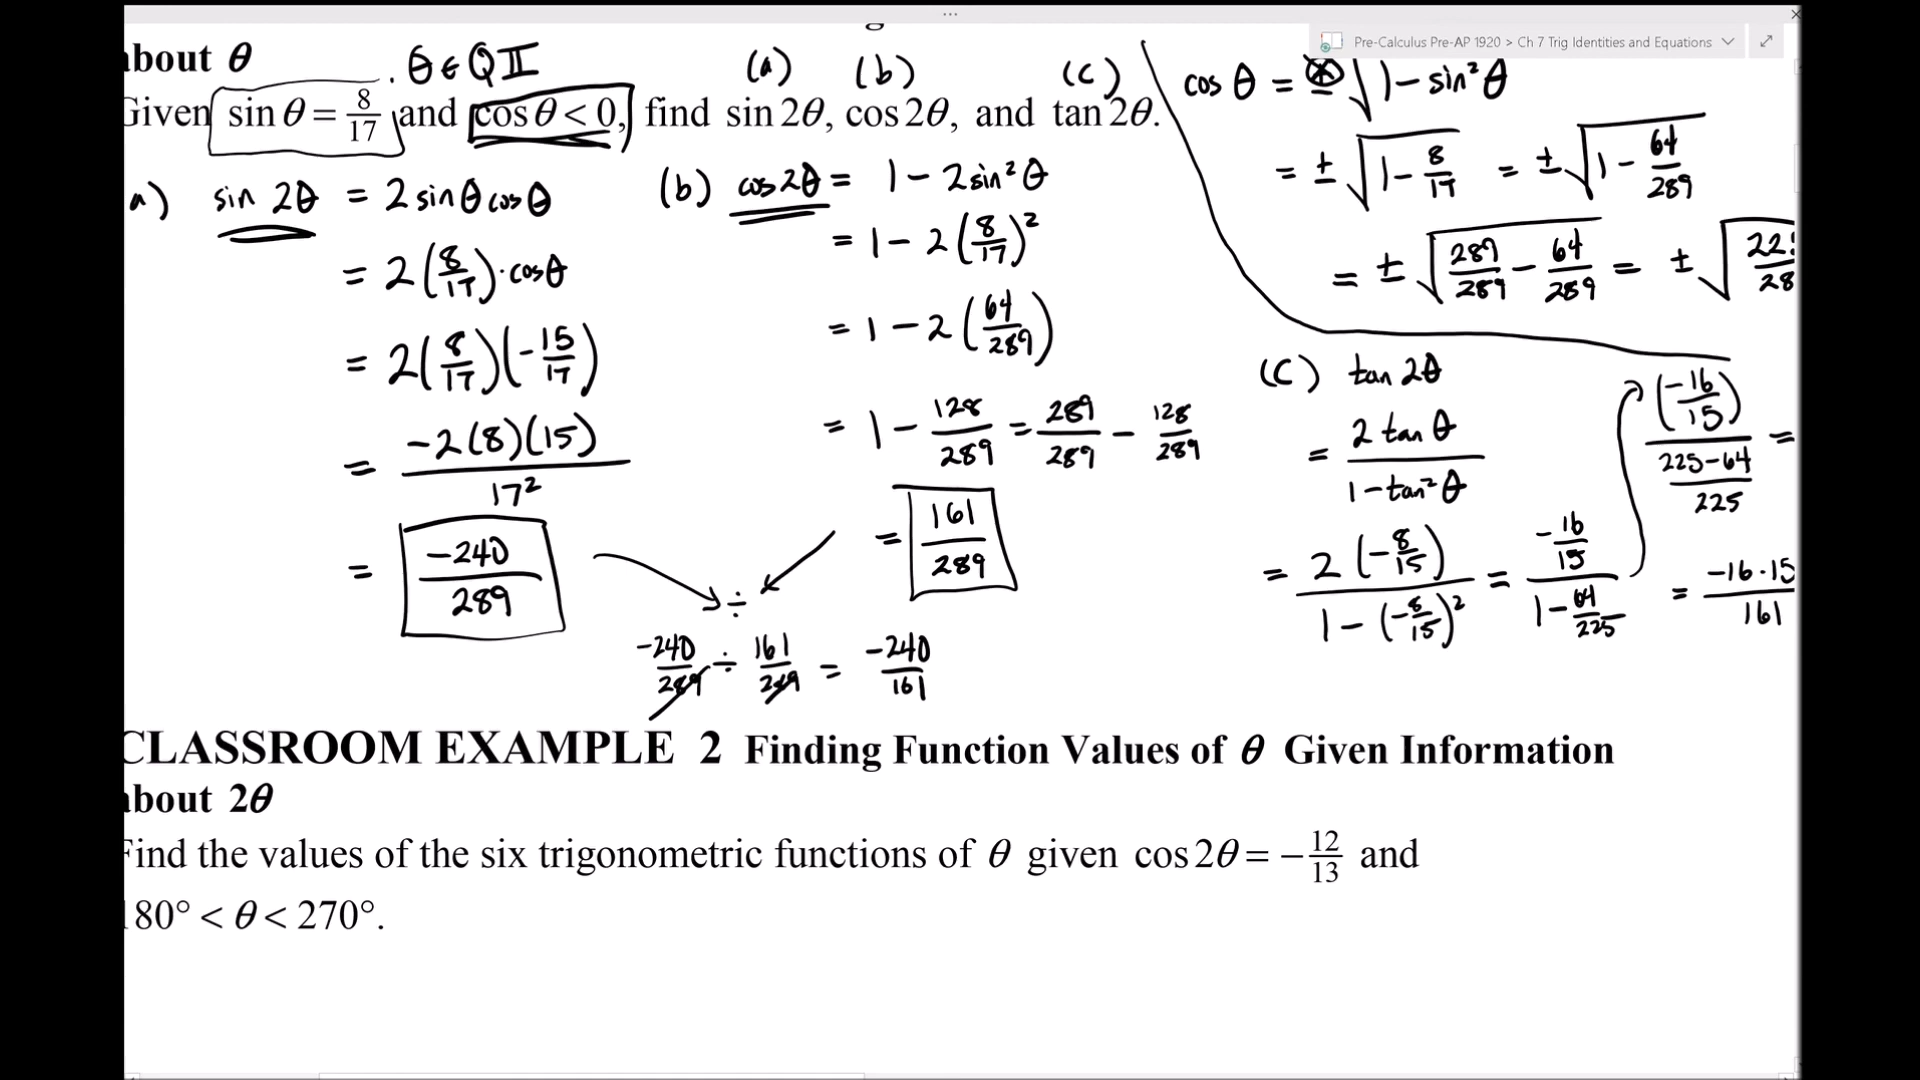 Pre-Calculus Pre-AP 1920 > Ch 7 Trig Identities and Equations
about θ . θ ∈ Q II
Given sin θ = 8/17 and cos θ < 0, find sin 2θ, cos 2θ, and tan 2θ.
(a) (b) (c)
a) sin 2θ = 2 sin θ cos θ
= 2(8/17)·cos θ
= 2(8/17)(-15/17)
= -2(8)(15)/17²
= -240/289
(b) cos 2θ = 1 - 2 sin² θ
= 1 - 2(8/17)²
= 1 - 2(64/289)
= 1 - 128/289 = 289/289 - 128/289
= 161/289
÷
-240/289 ÷ 161/289 = -240/161
cos θ = ± √1 - sin² θ
= ± √1 - 8/17 = ± √1 - 64/289
= ± √289/289 - 64/289 = ± √
(C) tan 2θ
= 2 tan θ/1 - tan² θ
= 2(-8/15)/1 - (-8/15)² = -16/15/1 - 64/225
(-16/15)/225-64/225 =
= -16·15/161
CLASSROOM EXAMPLE 2 Finding Function Values of θ Given Information
about 2θ
Find the values of the six trigonometric functions of θ given cos 2θ = -12/13 and
180° < θ < 270°.